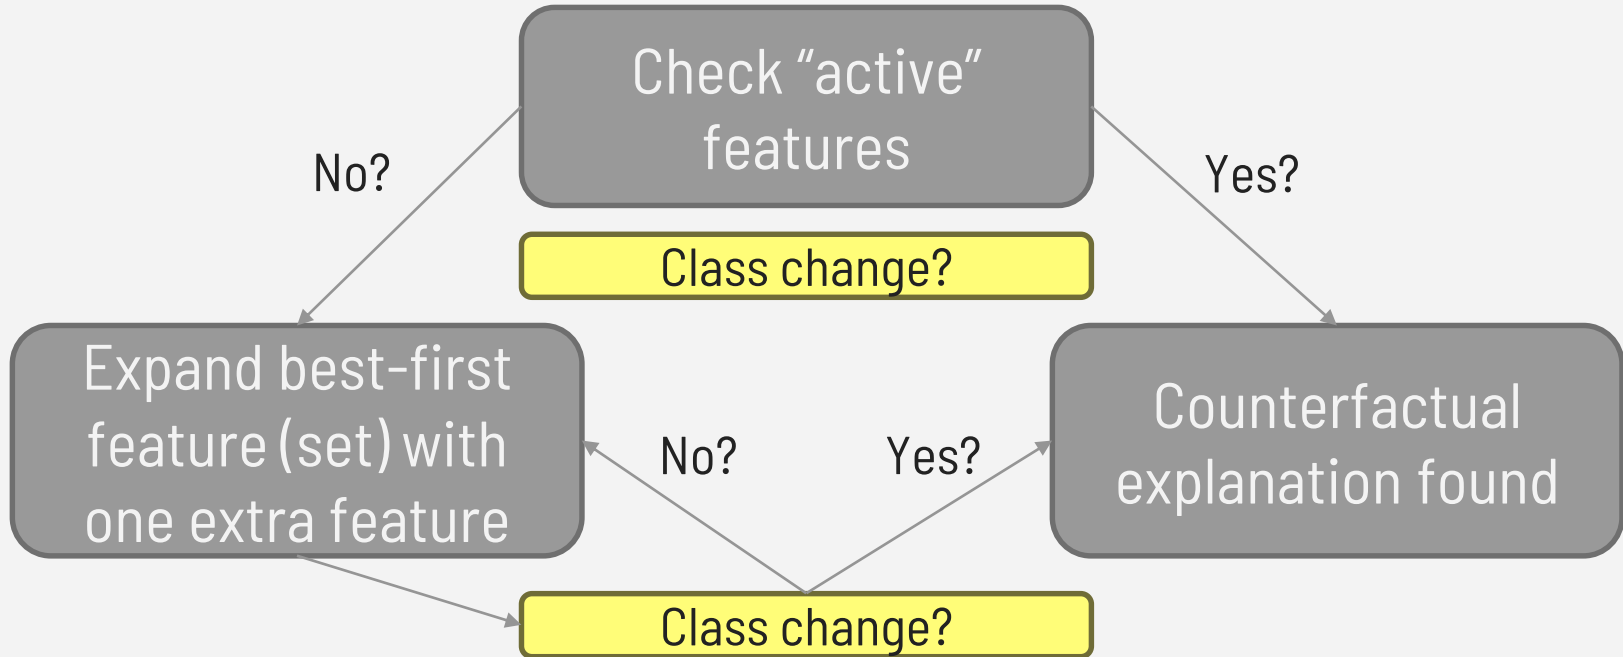 Check “active”
features
No?
Yes?
Class change?
Expand best-first
feature (set) with
one extra feature
No?
Yes?
Counterfactual
explanation found
Class change?